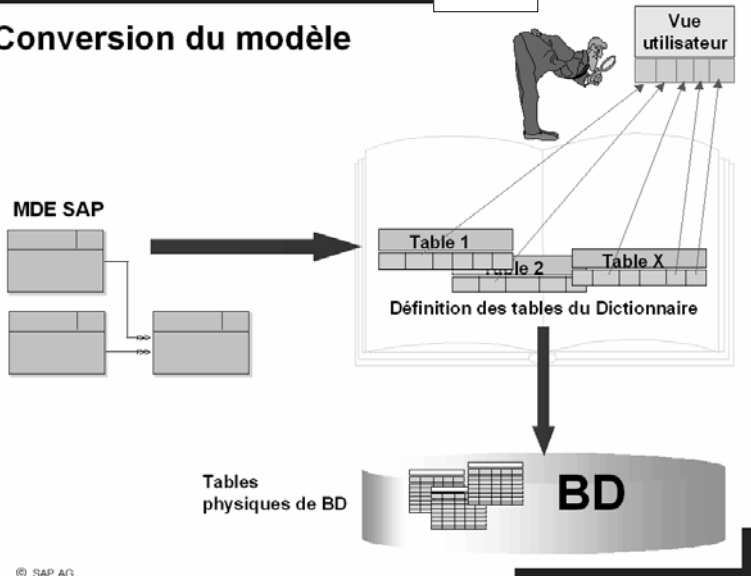 Conversion du modèle
Vue
utilisateur
MDE SAP
Table 1
Table X
Définition des tables du Dictionnaire
Tables
physiques de BD
BD
© SAP AG